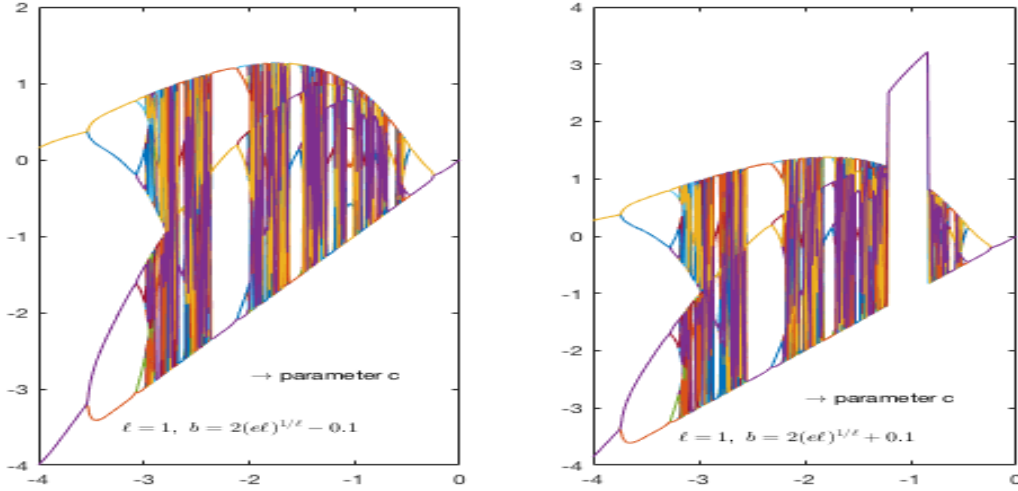 2
1
0
-1
-2
-3
-4
-4 -3 -2 -1 0
→ parameter c
ℓ = 1, b = 2(eℓ)^{1/ℓ} − 0.1
4
3
2
1
0
-1
-2
-3
-4
-4 -3 -2 -1 0
→ parameter c
ℓ = 1, b = 2(eℓ)^{1/ℓ} + 0.1